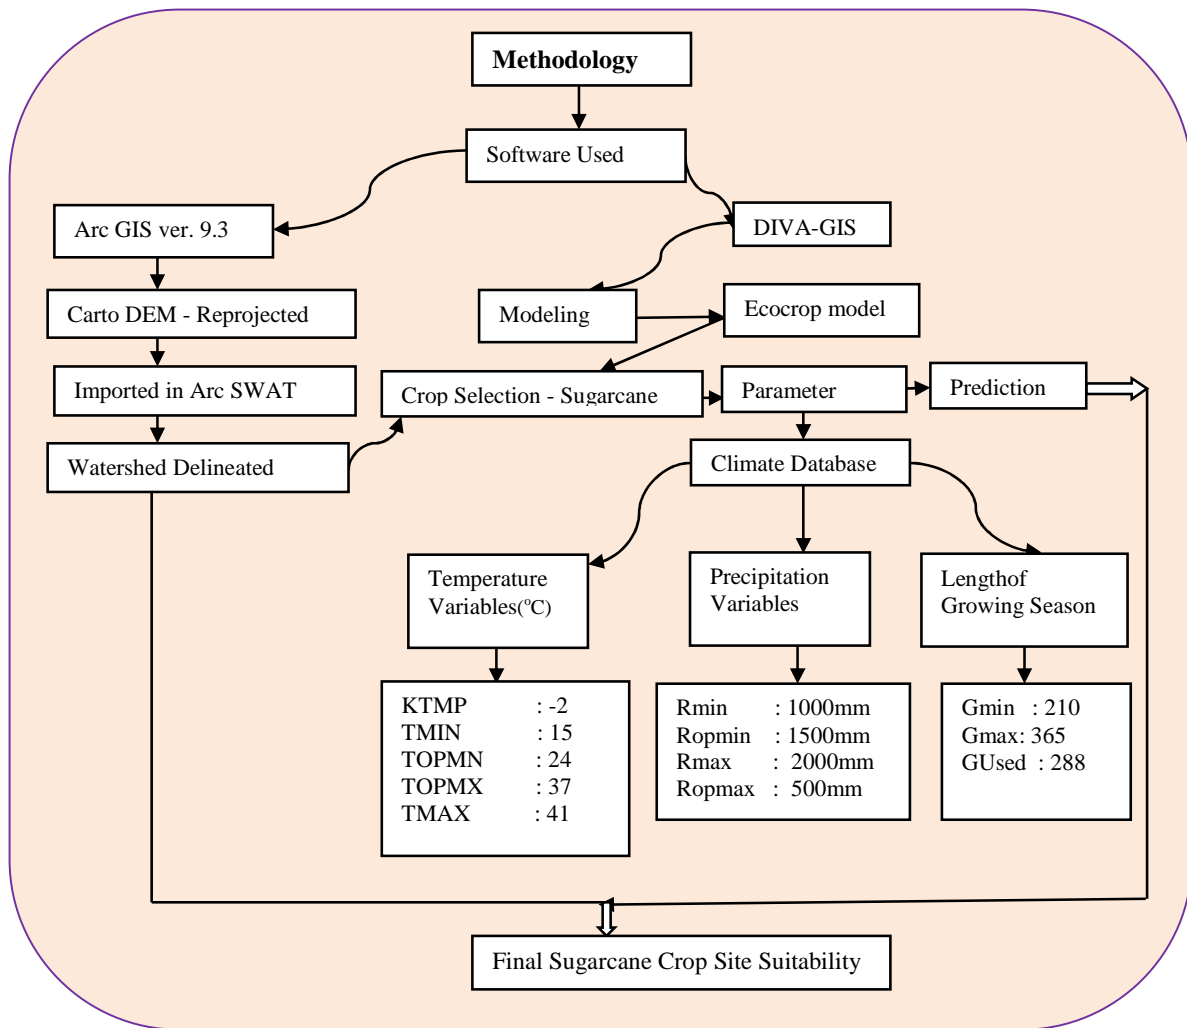 Methodology
Software Used
Arc GIS ver. 9.3
DIVA-GIS
Carto DEM - Reprojected
Modeling
Ecocrop model
Imported in Arc SWAT
Crop Selection - Sugarcane
Parameter
Prediction
Watershed Delineated
Climate Database
Temperature
Variables(°C)
Precipitation
Variables
Lengthof
Growing Season
KTMP : -2
TMIN : 15
TOPMN : 24
TOPMX : 37
TMAX : 41
Rmin : 1000mm
Ropmin : 1500mm
Rmax : 2000mm
Ropmax : 500mm
Gmin : 210
Gmax: 365
GUsed : 288
Final Sugarcane Crop Site Suitability